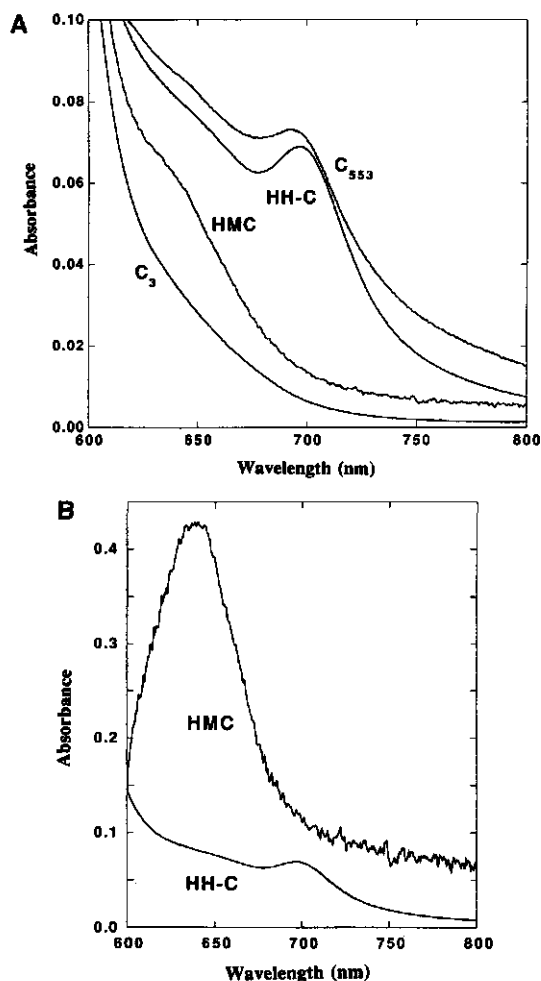 A
0.10
0.08
0.06
0.04
0.02
0.00
Absorbance
C553
HH-C
HMC
C3
600
650
700
750
800
Wavelength (nm)
B
0.4
0.3
0.2
0.1
0.0
Absorbance
HMC
HH-C
600
650
700
750
800
Wavelength (nm)